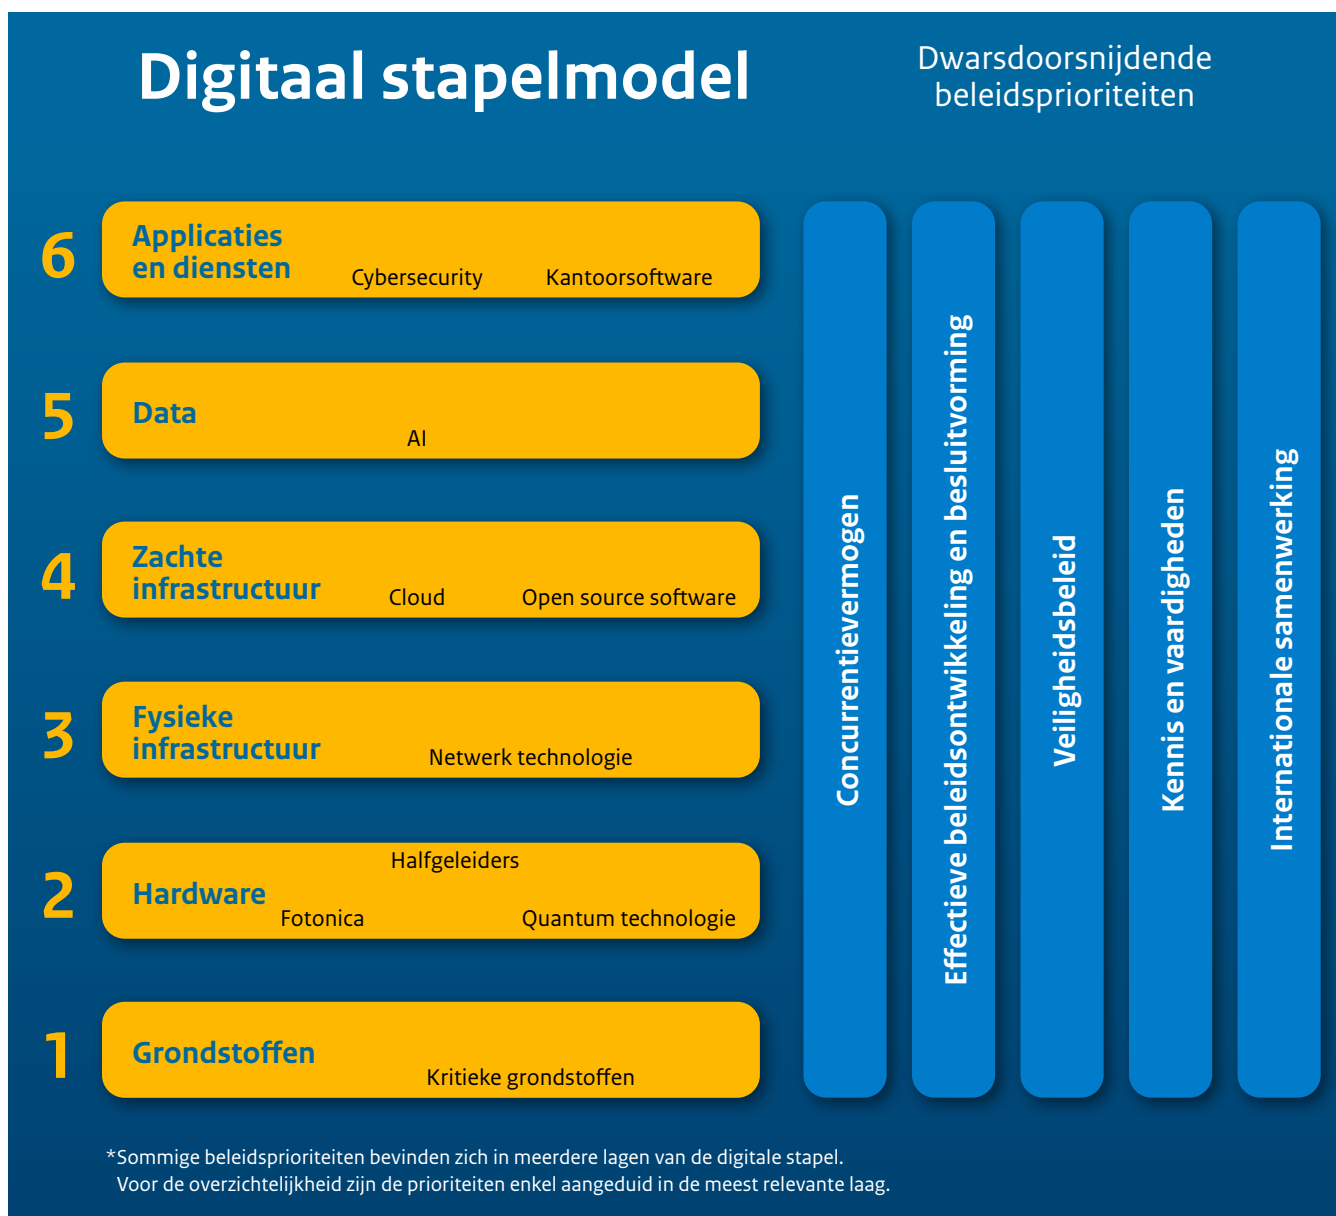 Digitaal stapelmodel
Dwarsdoorsnijdende
beleidsprioriteiten
6
Applicaties
en diensten
Cybersecurity
Kantoorsoftware
5
Data
AI
4
Zachte
infrastructuur
Cloud
Open source software
3
Fysieke
infrastructuur
Netwerk technologie
2
Halfgeleiders
Hardware
Fotonica
Quantum technologie
1
Grondstoffen
Kritieke grondstoffen
Concurrentievermogen
Effectieve beleidsontwikkeling en besluitvorming
Veiligheidsbeleid
Kennis en vaardigheden
Internationale samenwerking
*Sommige beleidsprioriteiten bevinden zich in meerdere lagen van de digitale stapel.
Voor de overzichtelijkheid zijn de prioriteiten enkel aangeduid in de meest relevante laag.